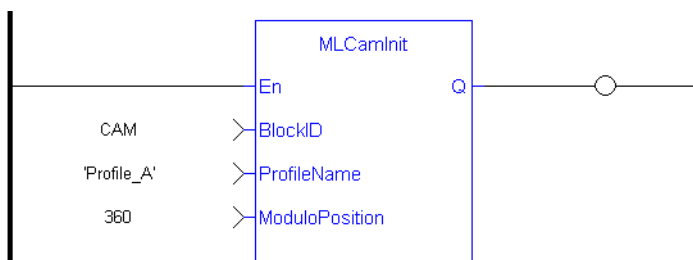 MLCamInit
En Q
CAM BlockID
'Profile_A' ProfileName
360 ModuloPosition